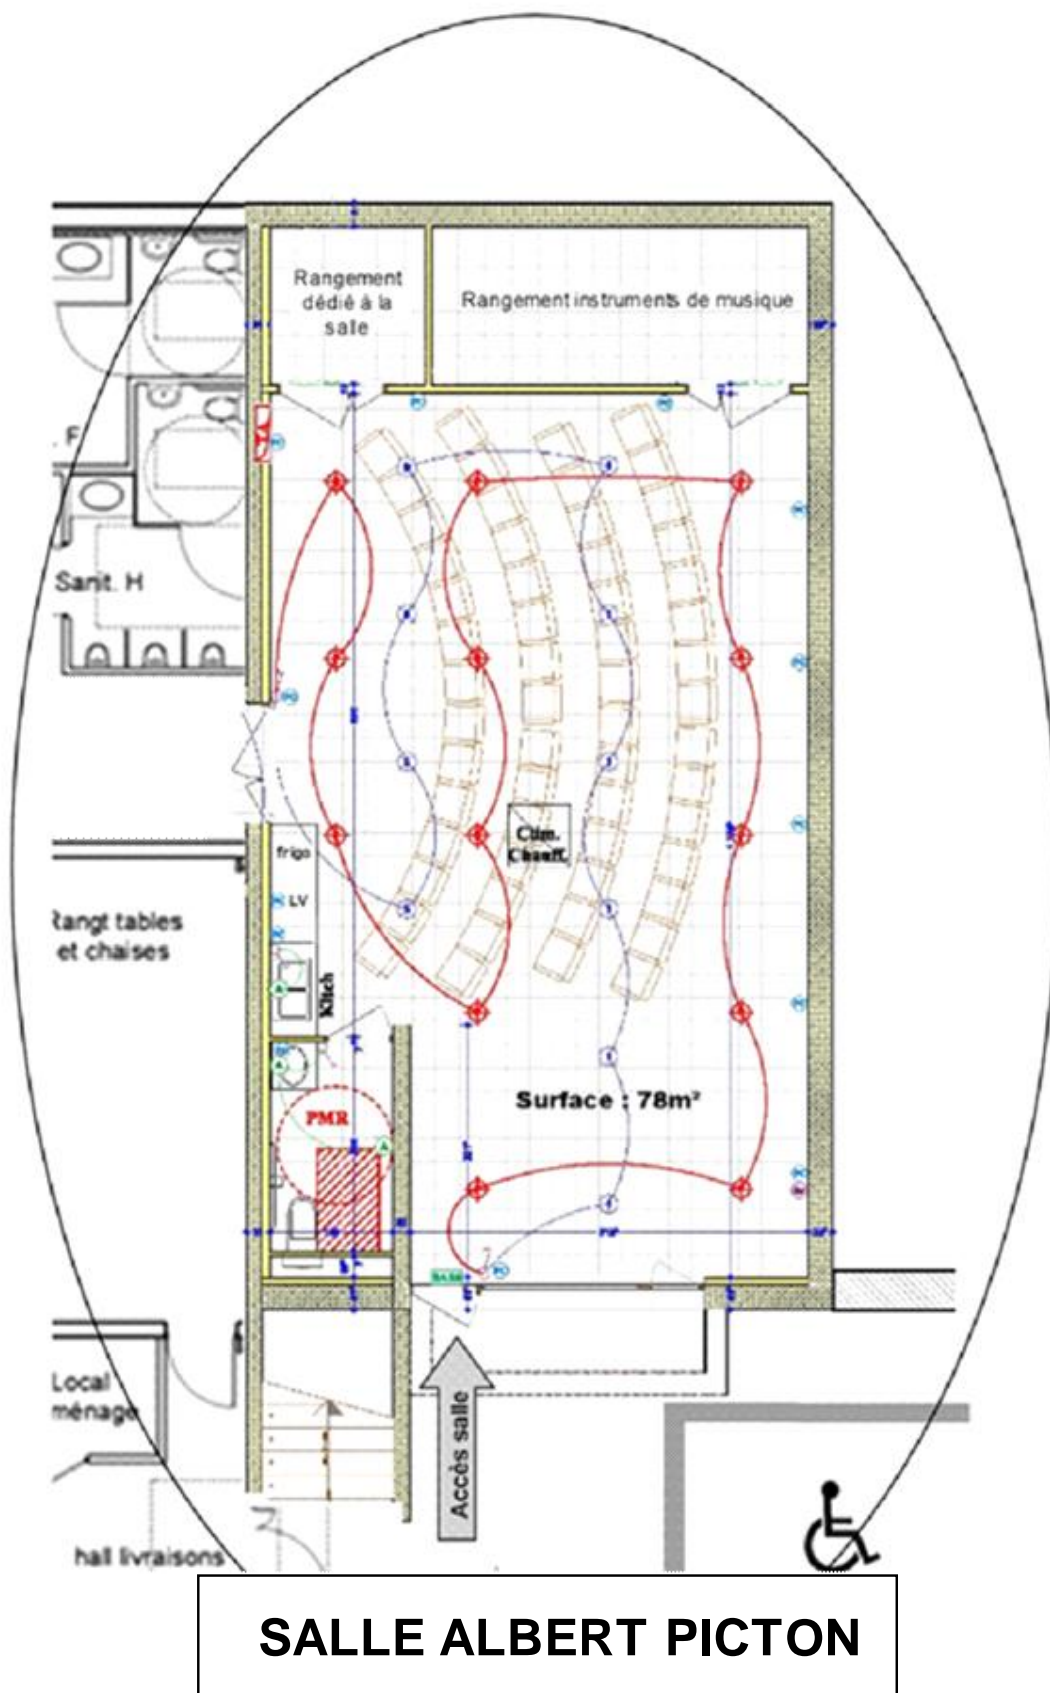 Rangement
dédié à la
salle
Rangement instruments de musique
F
Sanit. H
Clim.
Chauff.
frigo
LV
Rangt tables
et chaises
Kitch
Surface : 78m²
PMR
BAES
Local
ménage
Accès salle
hall livraisons
SALLE ALBERT PICTON